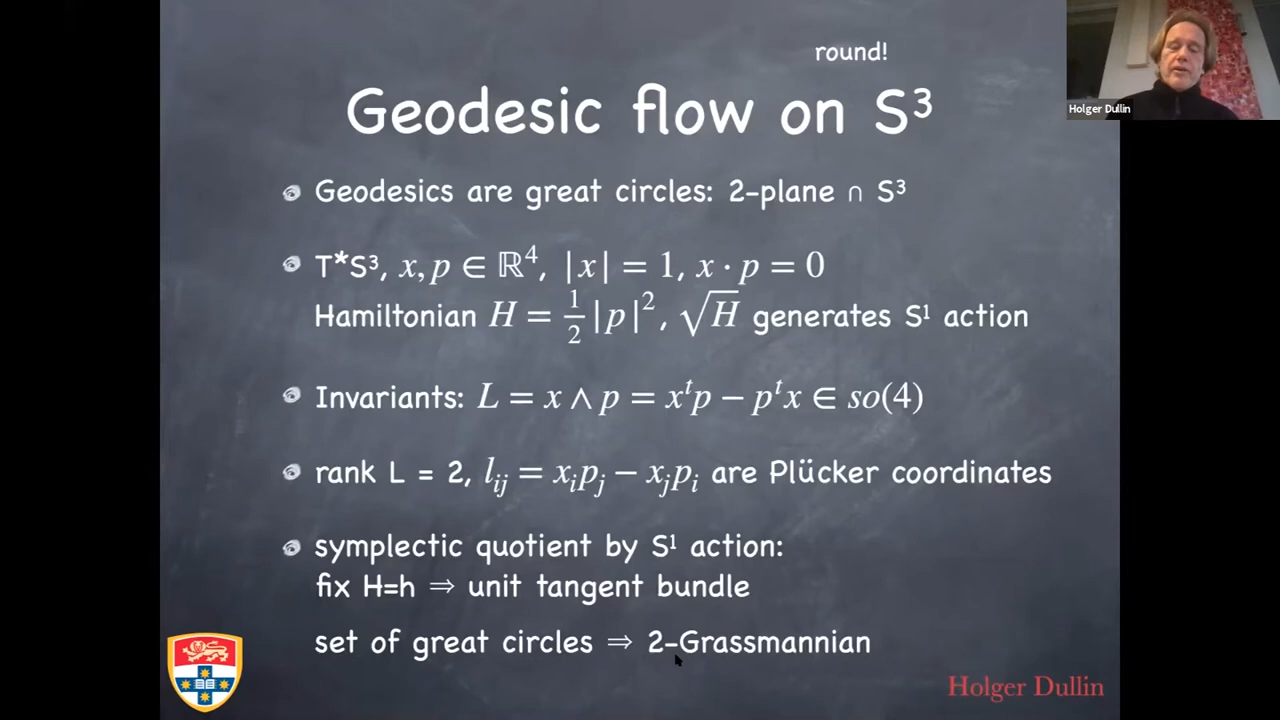 round!
Geodesic flow on S³
Geodesics are great circles: 2-plane ∩ S³
T*S³, x, p ∈ ℝ⁴, |x| = 1, x · p = 0
Hamiltonian H = 1/2 |p|², √H generates S¹ action
Invariants: L = x ∧ p = xᵗp − pᵗx ∈ so(4)
rank L = 2, lᵢⱼ = xᵢpⱼ − xⱼpᵢ are Plücker coordinates
symplectic quotient by S¹ action:
fix H=h ⇒ unit tangent bundle
set of great circles ⇒ 2-Grassmannian
Holger Dullin
Holger Dullin